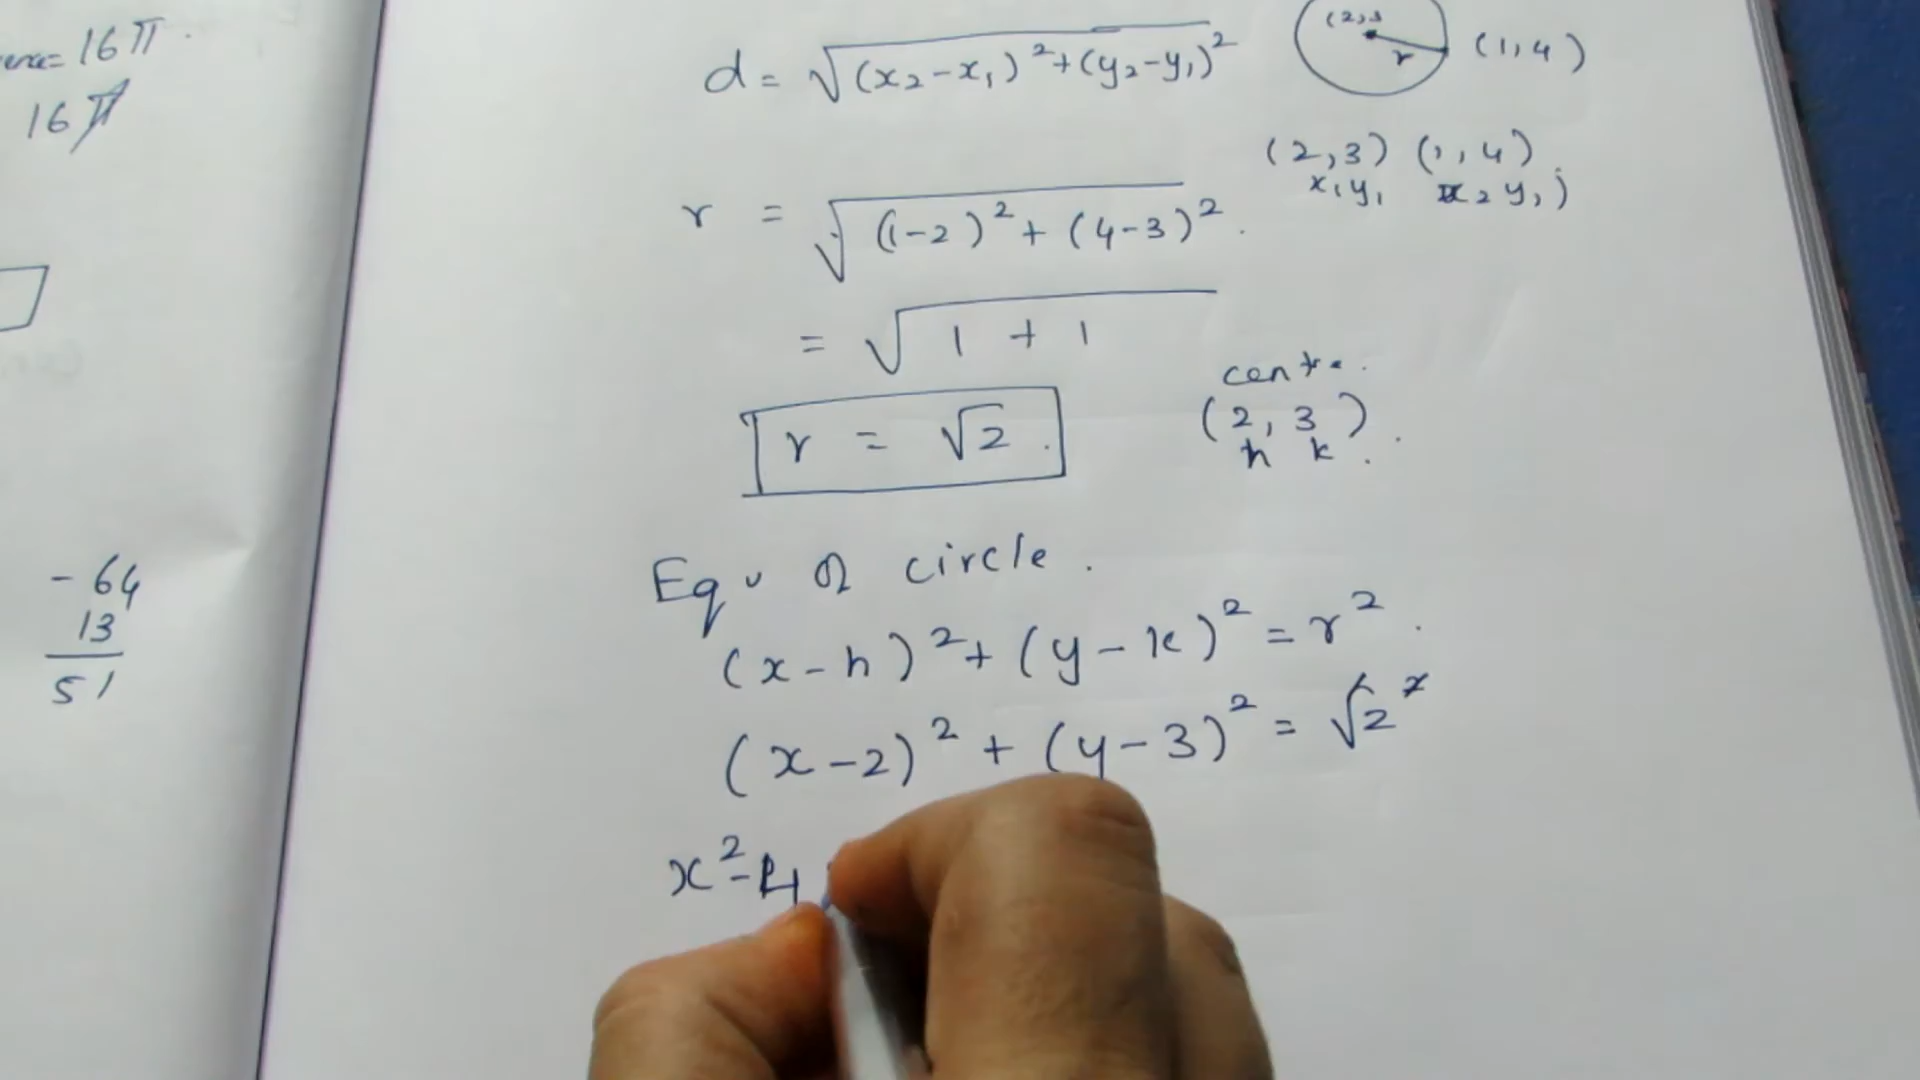 = 16π.
16π
- 64
13
51
d = √(x₂-x₁)²+(y₂-y₁)²
(2,3
r
(1,4)
(2,3) (1,4)
x₁y₁ x₂ y₁)
r = √(1-2)²+(4-3)².
= √1+1
r = √2.
centre.
(2,3).
h k.
Equ of circle.
(x-h)²+(y-k)²=r².
(x-2)²+(y-3)²=√2²
x²-4